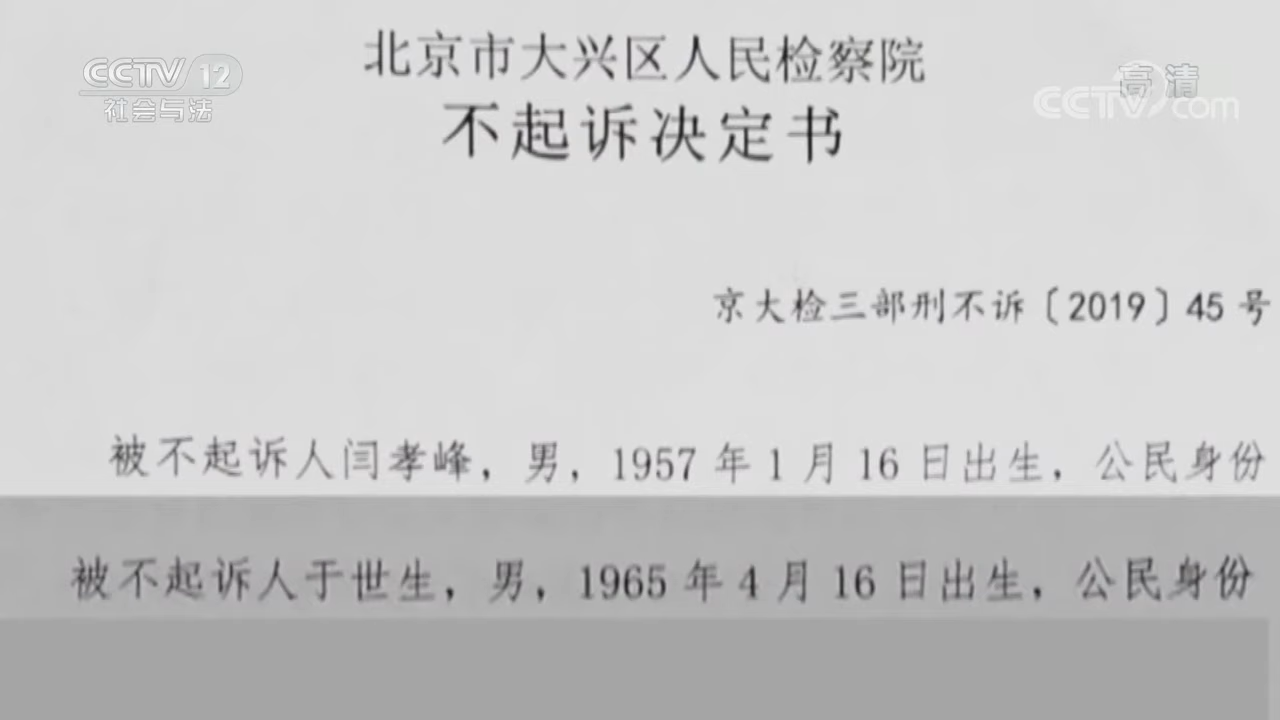 CCTV 12
社会与法
高清
CCTV.com
北京市大兴区人民检察院
不起诉决定书
京大检三部刑不诉〔2019〕45号
被不起诉人闫孝峰，男，1957年1月16日出生，公民身份
被不起诉人于世生，男，1965年4月16日出生，公民身份